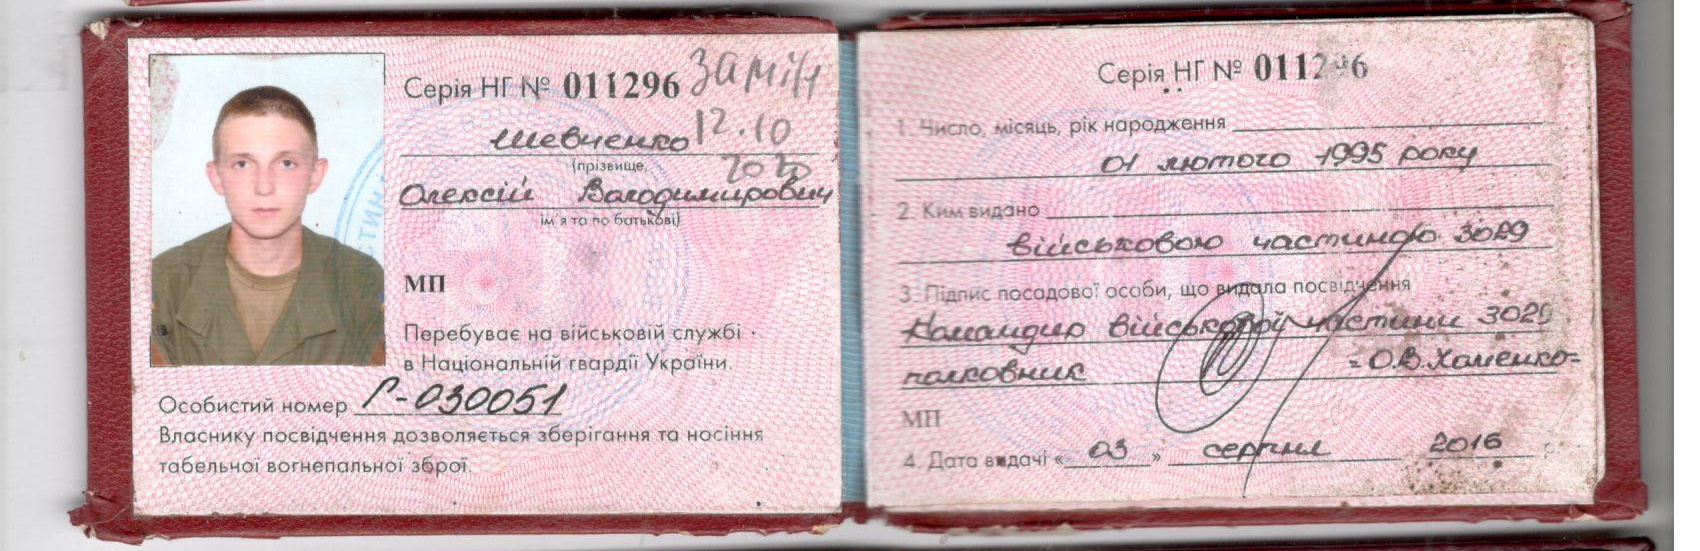 Серія НГ № 011296 Замін
Шевченко 12.10
(прізвище,
2020
Олексій Володимирович
ім'я та по батькові)
МП
Перебуває на військовій службі
в Національній гвардії України.
Особистий номер Г-030051
Власнику посвідчення дозволяється зберігання та носіння
табельної вогнепальної зброї.
Серія НГ № 011296
1. Число, місяць, рік народження
01 лютого 1995 року
2. Ким видано
військовою частиною 3029
3. Підпис посадової особи, що видала посвідчення
Командир військової частини 3029
полковник =О.В.Хоменко=
МП
4. Дата видачі « 03 » серпня 2016 р.